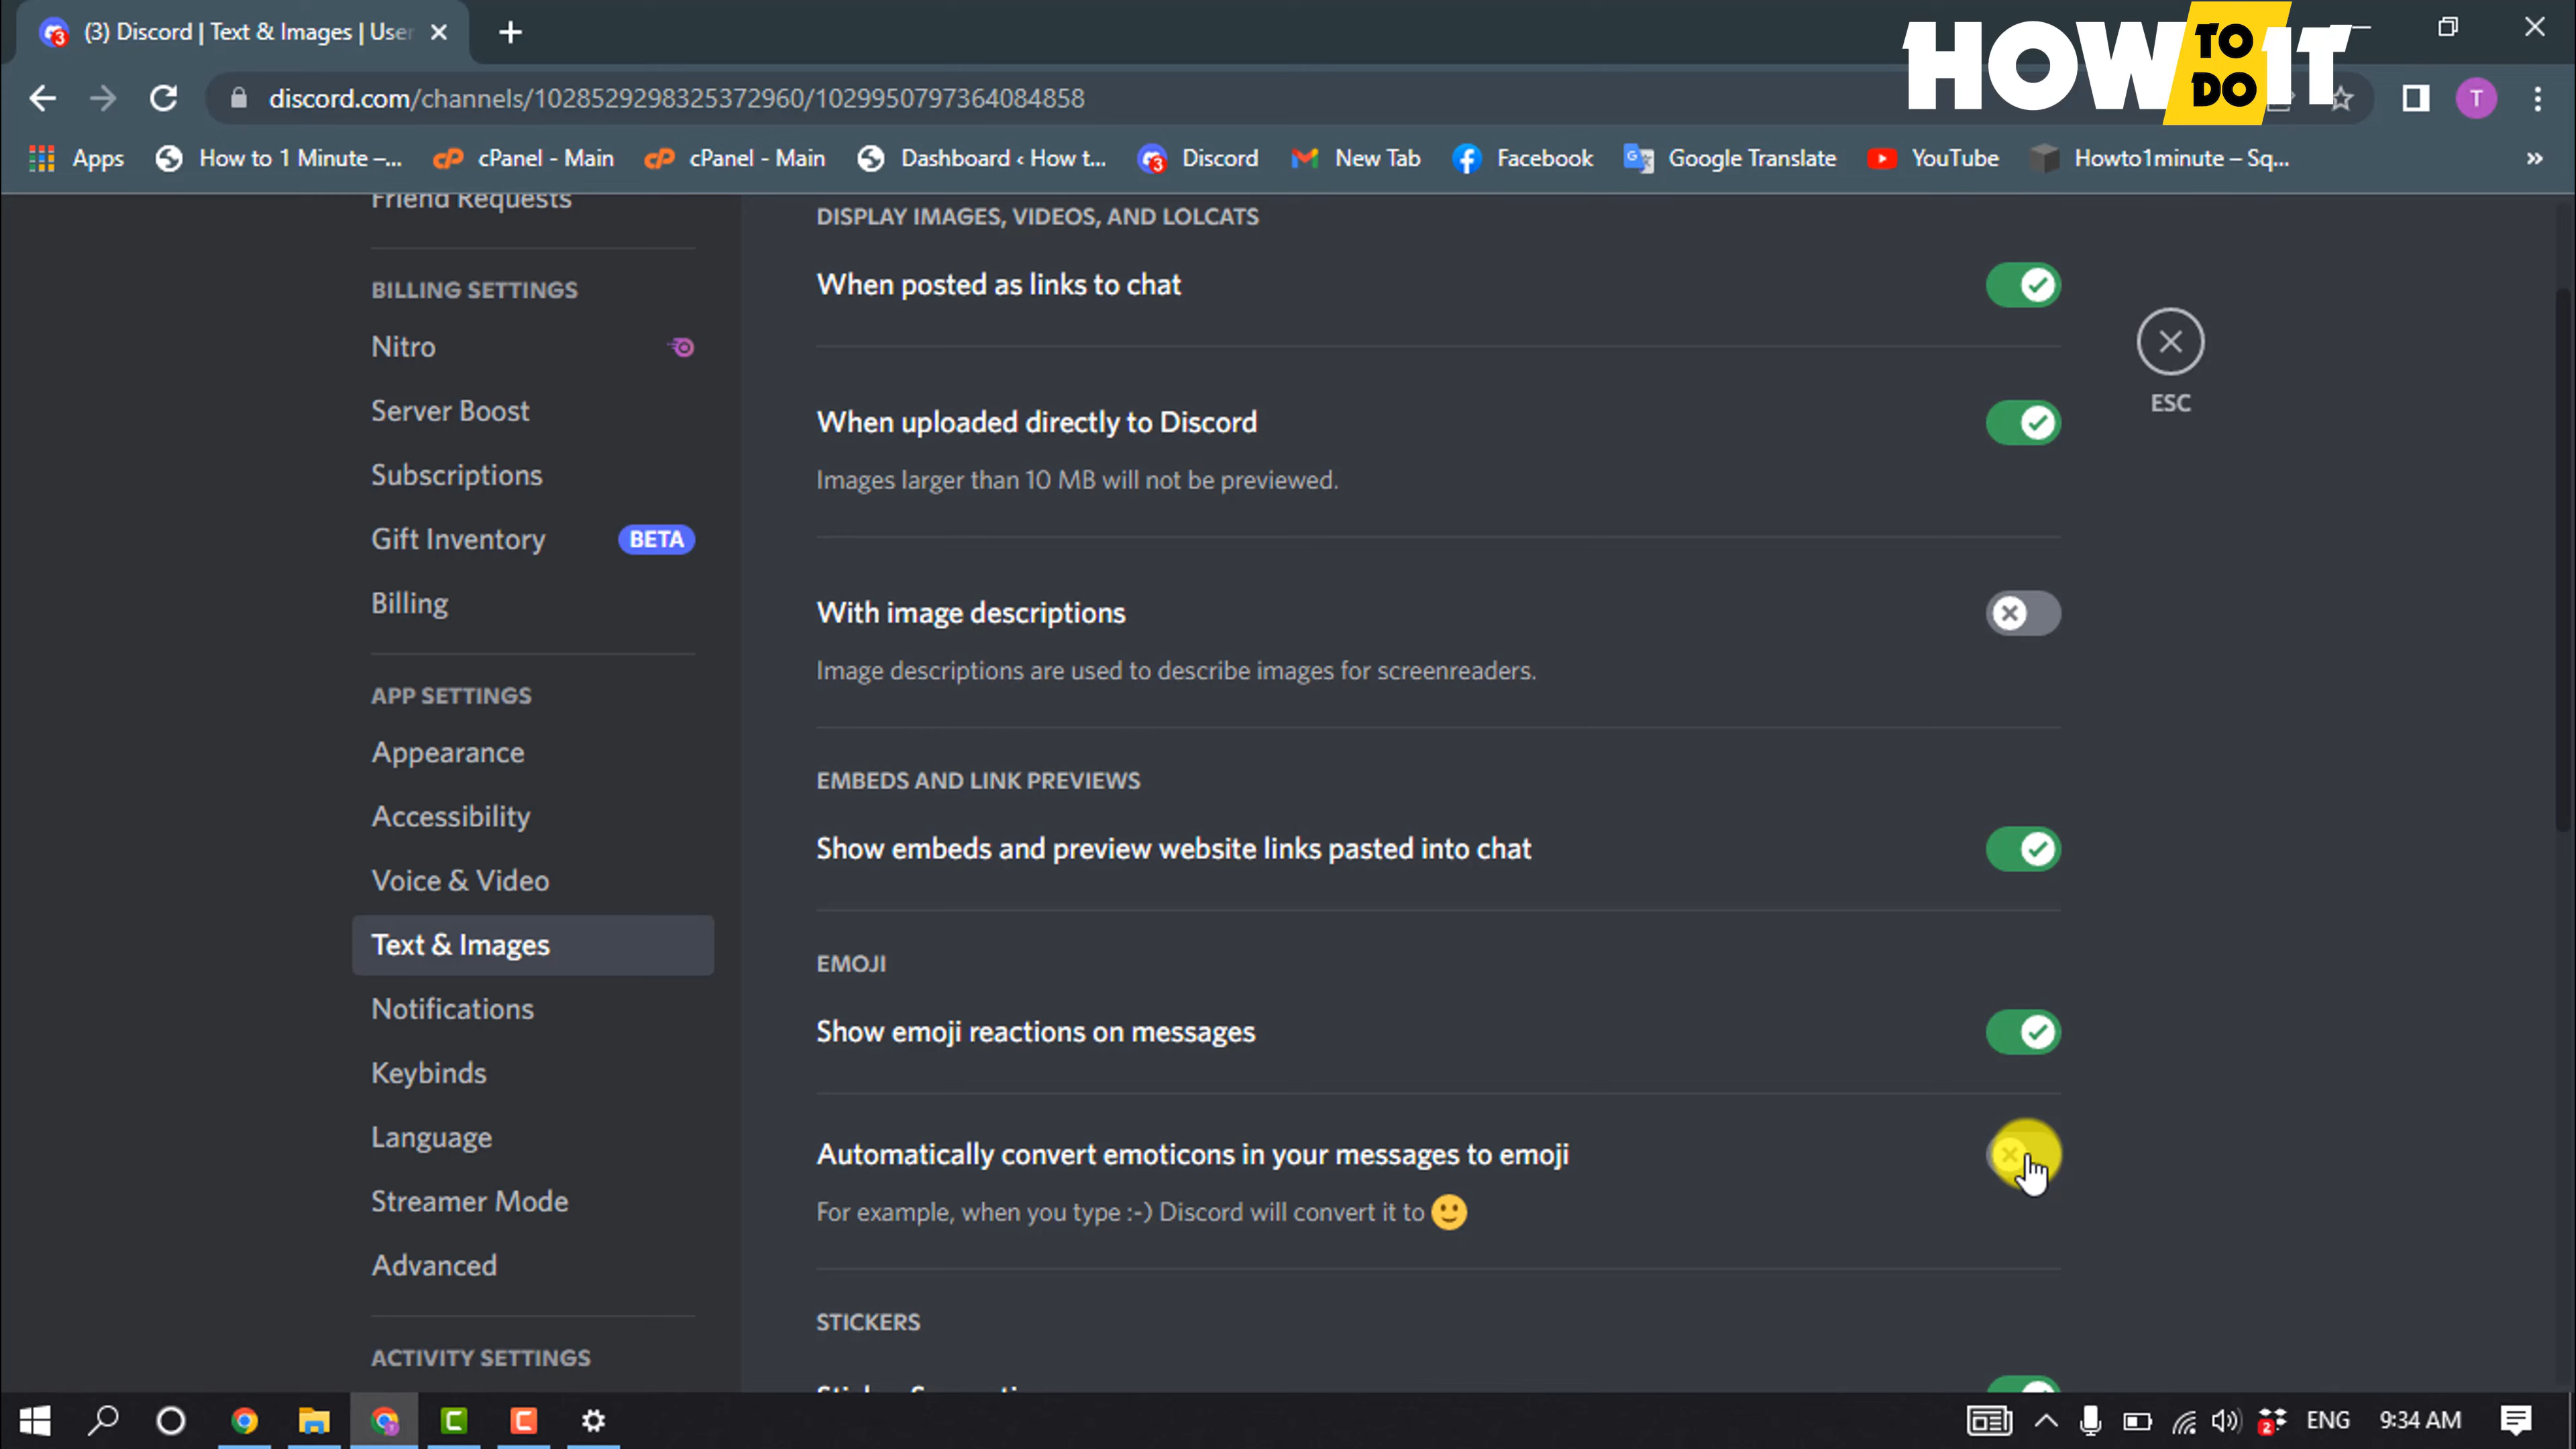 (3) Discord | Text & Images | User
HOW TO DO IT
discord.com/channels/1028529298325372960/1029950797364084858
T
Apps
How to 1 Minute –...
cPanel - Main
cPanel - Main
Dashboard ‹ How t...
Discord
New Tab
Facebook
Google Translate
YouTube
Howto1minute – Sq...
»
Friend Requests
BILLING SETTINGS
Nitro
Server Boost
Subscriptions
Gift Inventory BETA
Billing
APP SETTINGS
Appearance
Accessibility
Voice & Video
Text & Images
Notifications
Keybinds
Language
Streamer Mode
Advanced
ACTIVITY SETTINGS
DISPLAY IMAGES, VIDEOS, AND LOLCATS
When posted as links to chat
When uploaded directly to Discord
Images larger than 10 MB will not be previewed.
With image descriptions
Image descriptions are used to describe images for screenreaders.
EMBEDS AND LINK PREVIEWS
Show embeds and preview website links pasted into chat
EMOJI
Show emoji reactions on messages
Automatically convert emoticons in your messages to emoji
For example, when you type :-) Discord will convert it to 🙂
STICKERS
ESC
ENG
9:34 AM